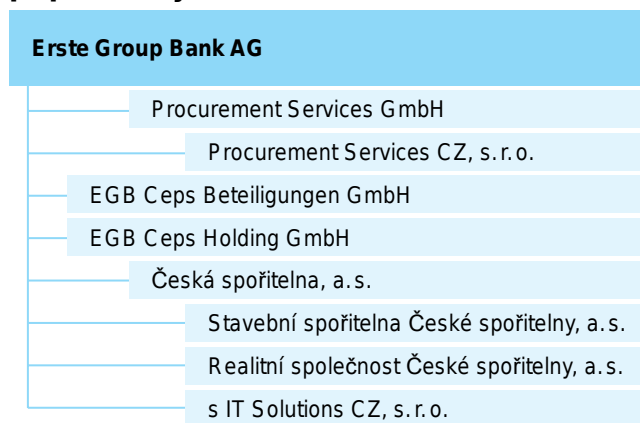 Erste Group Bank AG
Procurement Services GmbH
Procurement Services CZ, s.r.o.
EGB Ceps Beteiligungen GmbH
EGB Ceps Holding GmbH
Česká spořitelna, a.s.
Stavební spořitelna České spořitelny, a.s.
Realitní společnost České spořitelny, a.s.
s IT Solutions CZ, s.r.o.